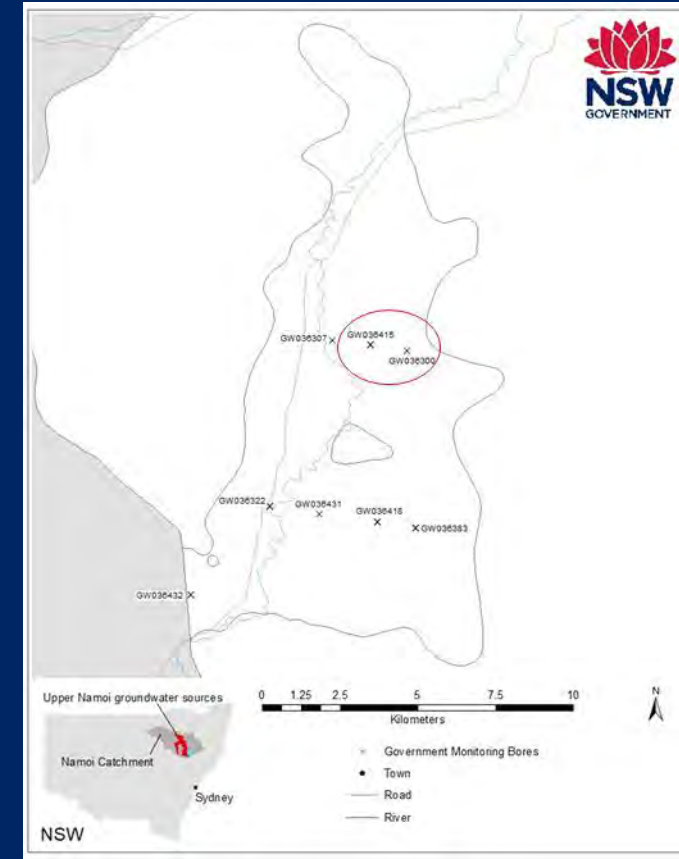 NSW
GOVERNMENT
GW036307
GW036415
GW036300
GW036322
GW036431
GW036418
GW036383
GW036432
Upper Namoi groundwater sources
Namoi Catchment
Sydney
NSW
0 1.25 2.5 5 7.5 10
Kilometers
N
Government Monitoring Bores
Town
Road
River